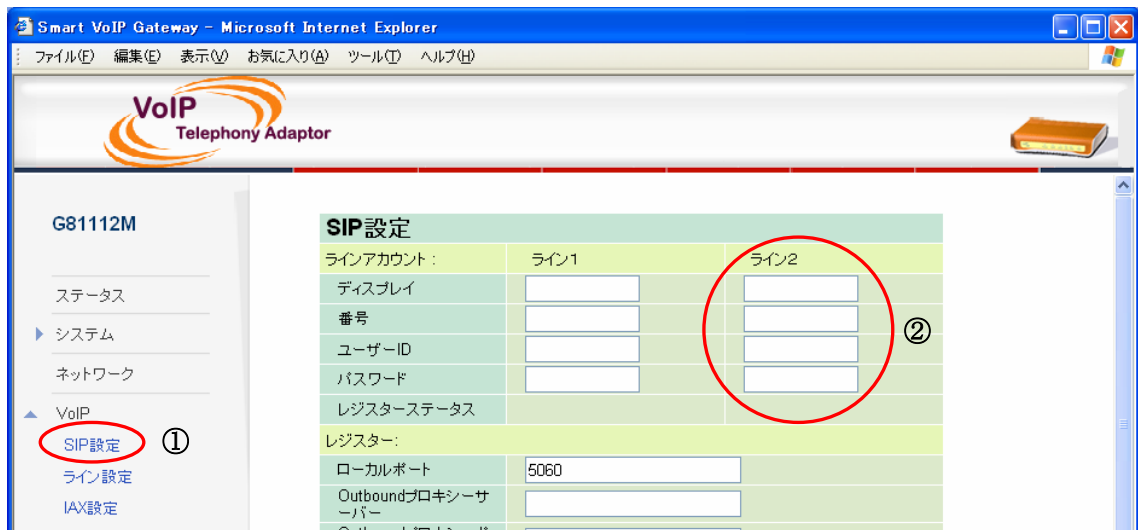 Smart VoIP Gateway - Microsoft Internet Explorer
ファイル(F) 編集(E) 表示(V) お気に入り(A) ツール(T) ヘルプ(H)
VoIP
Telephony Adaptor
G81112M
ステータス
システム
ネットワーク
VoIP
SIP設定
①
ライン設定
IAX設定
SIP設定
ラインアカウント: ライン1 ライン2
ディスプレイ
番号
②
ユーザーID
パスワード
レジスターステータス
レジスター:
ローカルポート 5060
Outboundプロキシーサ
ーバー